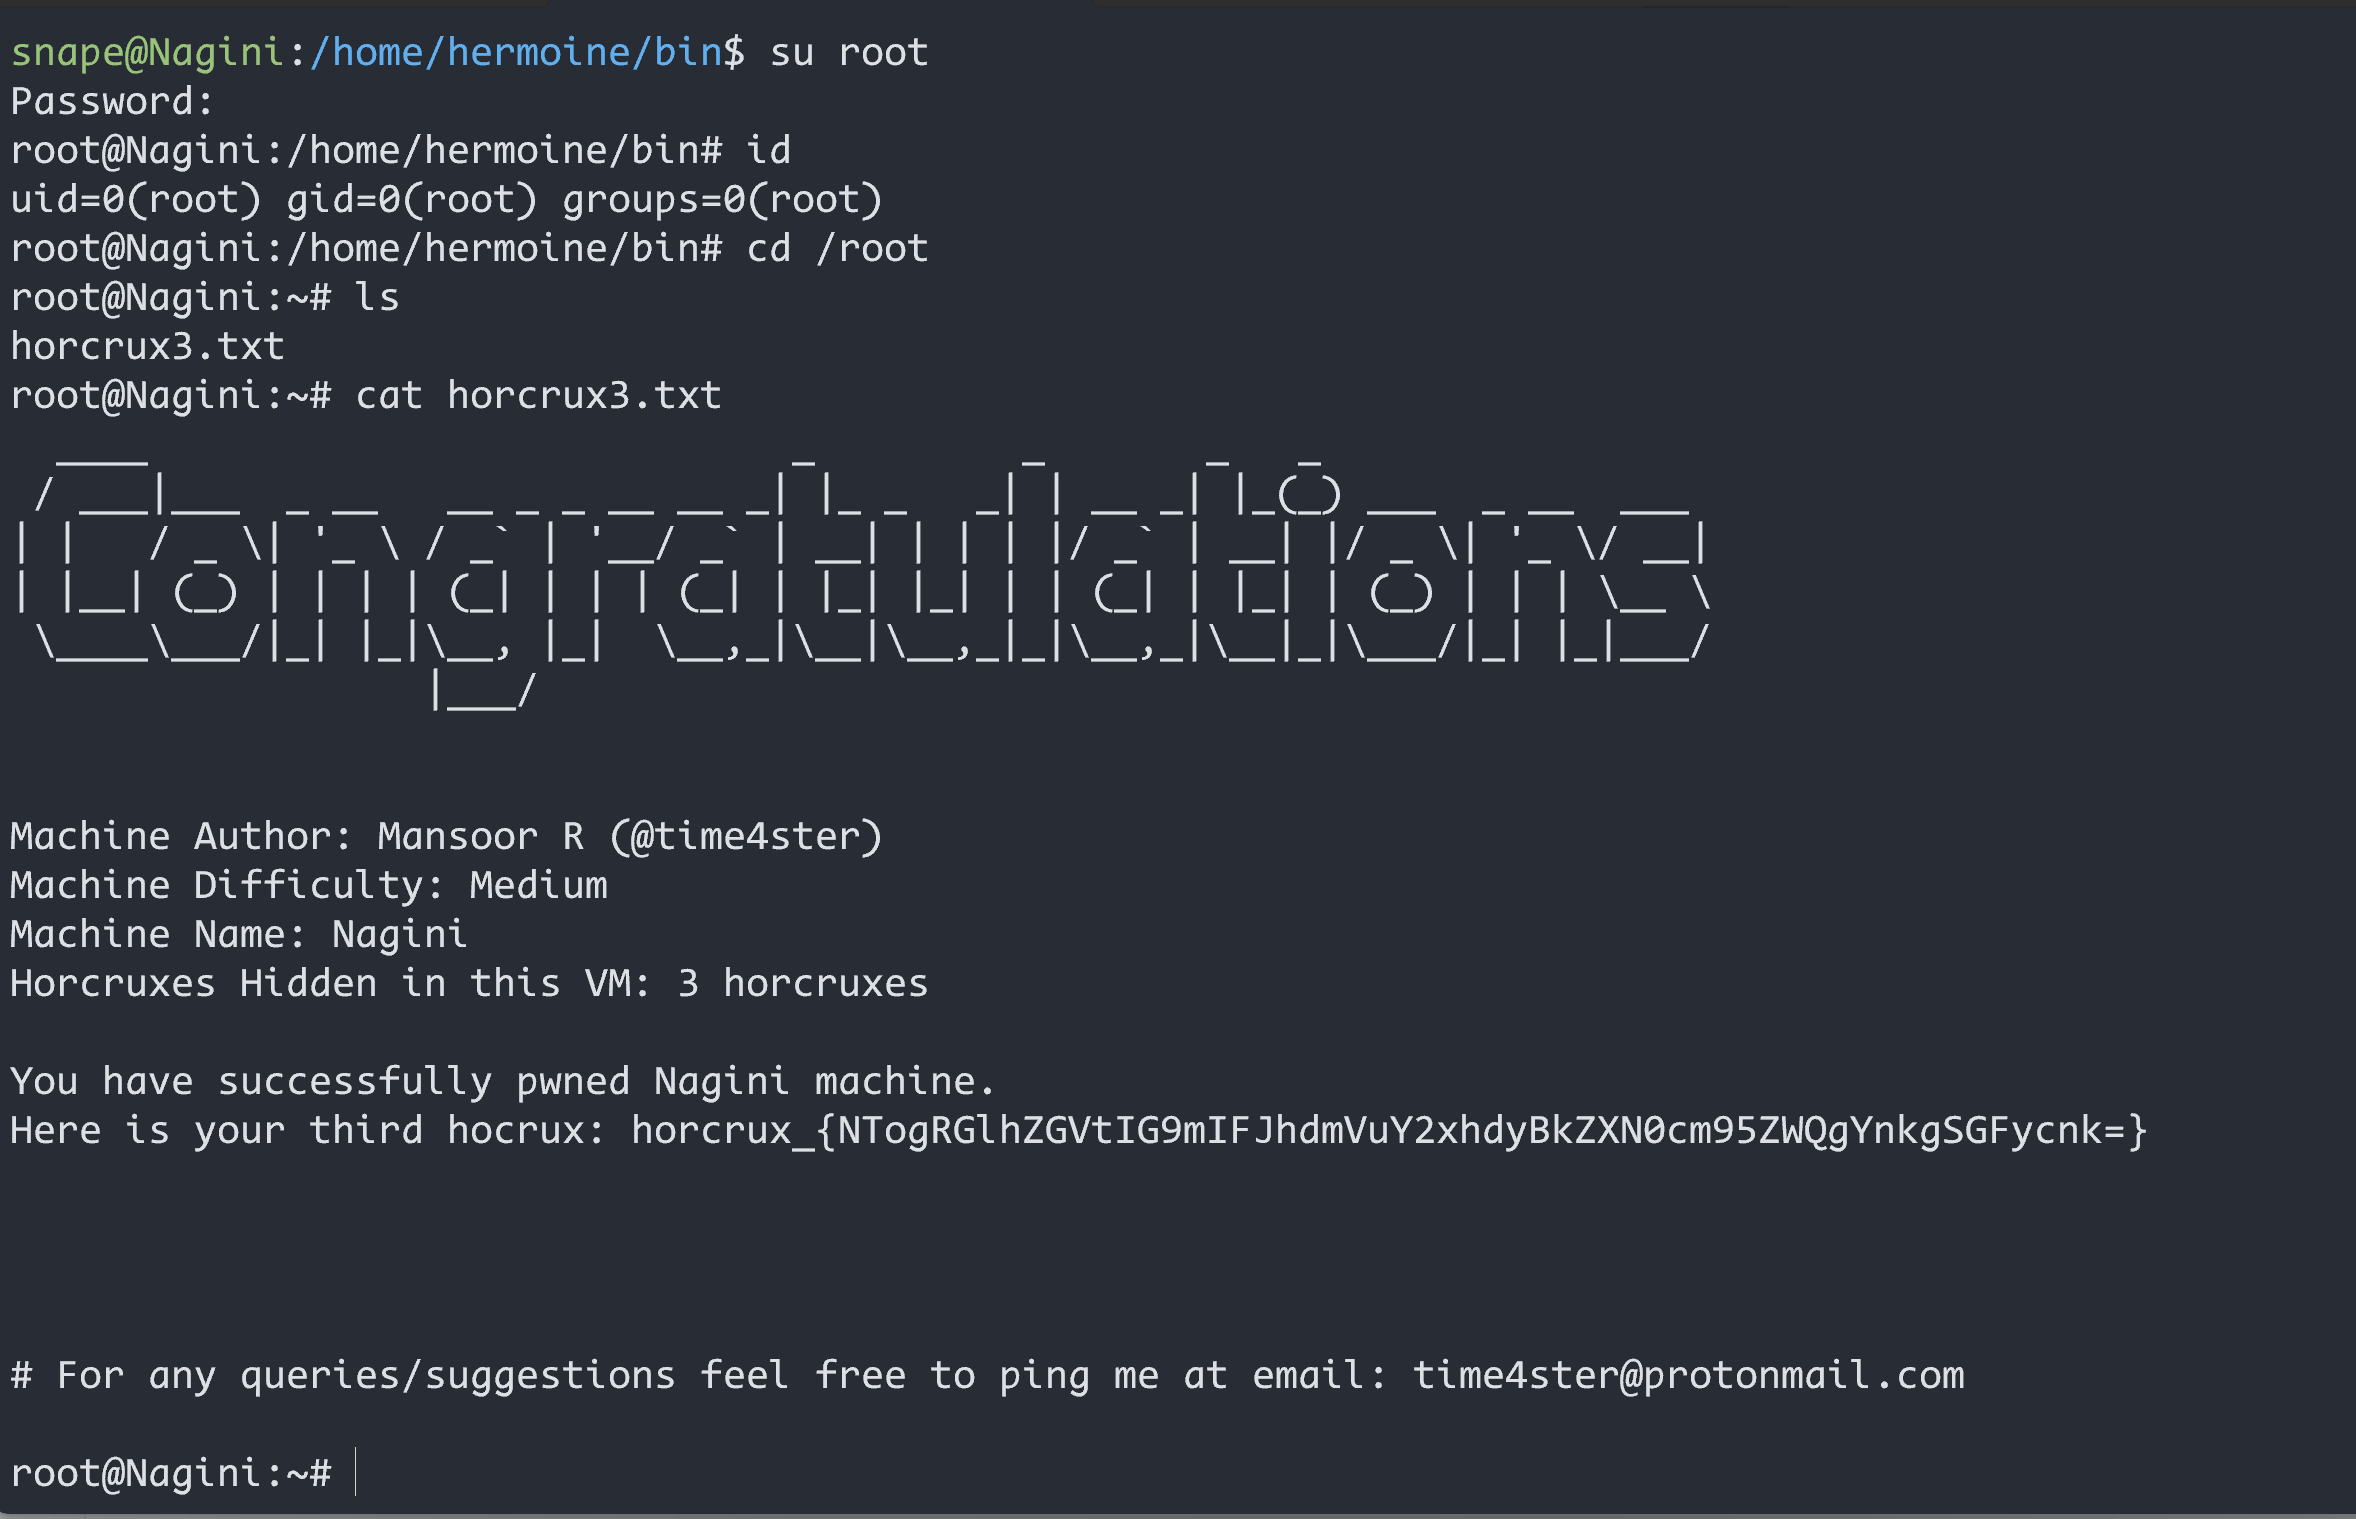 snape@Nagini:/home/hermoine/bin$ su root
Password:
root@Nagini:/home/hermoine/bin# id
uid=0(root) gid=0(root) groups=0(root)
root@Nagini:/home/hermoine/bin# cd /root
root@Nagini:~# ls
horcrux3.txt
root@Nagini:~# cat horcrux3.txt
Congratulations
Machine Author: Mansoor R (@time4ster)
Machine Difficulty: Medium
Machine Name: Nagini
Horcruxes Hidden in this VM: 3 horcruxes
You have successfully pwned Nagini machine.
Here is your third hocrux: horcrux_{NTogRGlhZGVtIG9mIFJhdmVuY2xhdyBkZXN0cm95ZWQgYnkgSGFycnk=}
# For any queries/suggestions feel free to ping me at email: time4ster@protonmail.com
root@Nagini:~#